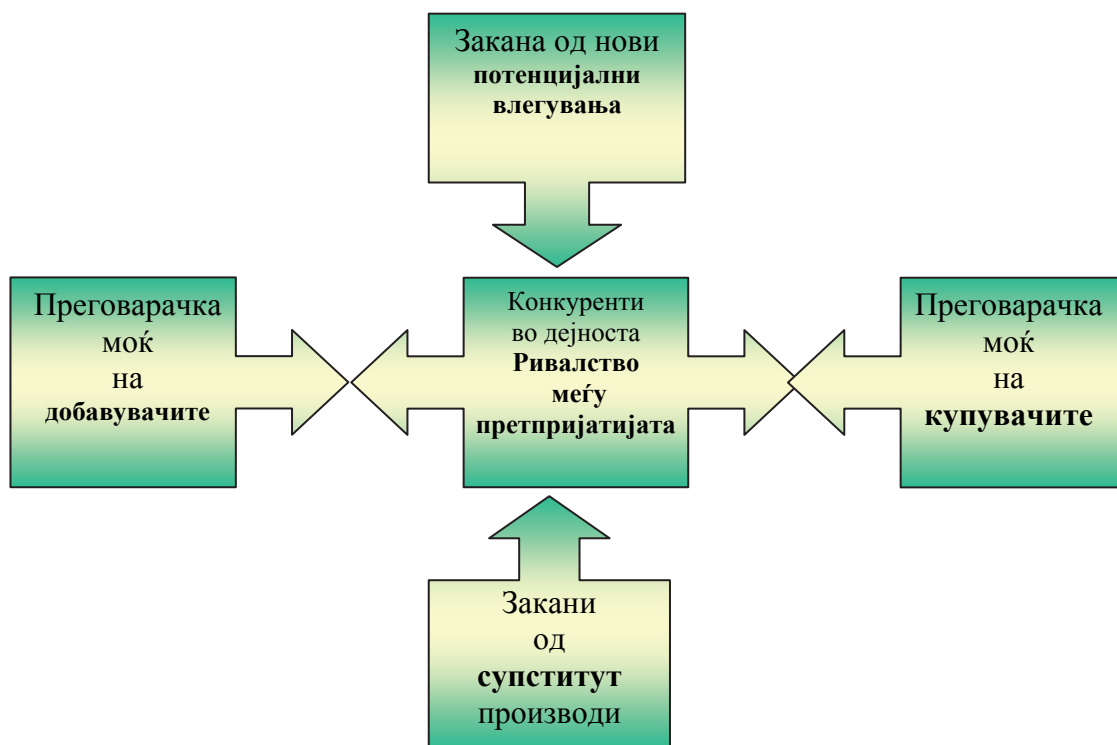 Закана од нови
потенцијални
влегувања
Преговарачка
моќ
на
добавувачите
Конкуренти
во дејноста
Ривалство
меѓу
претпријатијата
Преговарачка
моќ
на
купувачите
Закани
од
супститут
производи